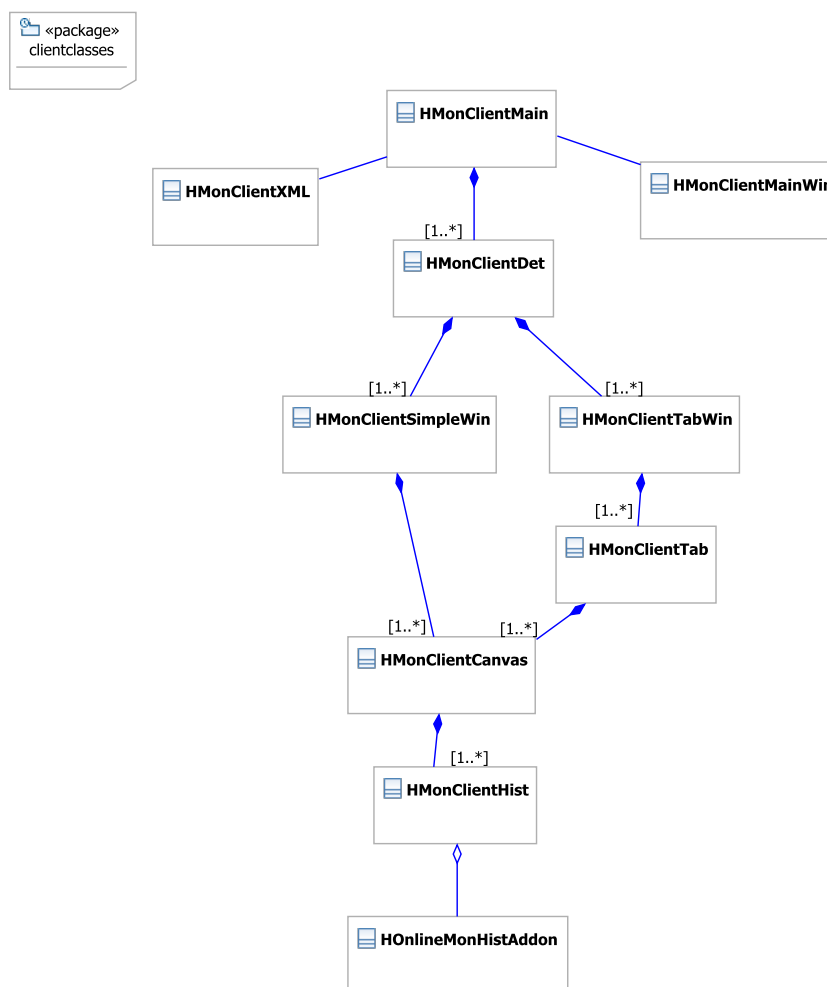 «package»
clientclasses
HMonClientMain
HMonClientXML
HMonClientMainWin
[1..*]
HMonClientDet
[1..*]
[1..*]
HMonClientSimpleWin
HMonClientTabWin
[1..*]
HMonClientTab
[1..*]
[1..*]
HMonClientCanvas
[1..*]
HMonClientHist
HOnlineMonHistAddon